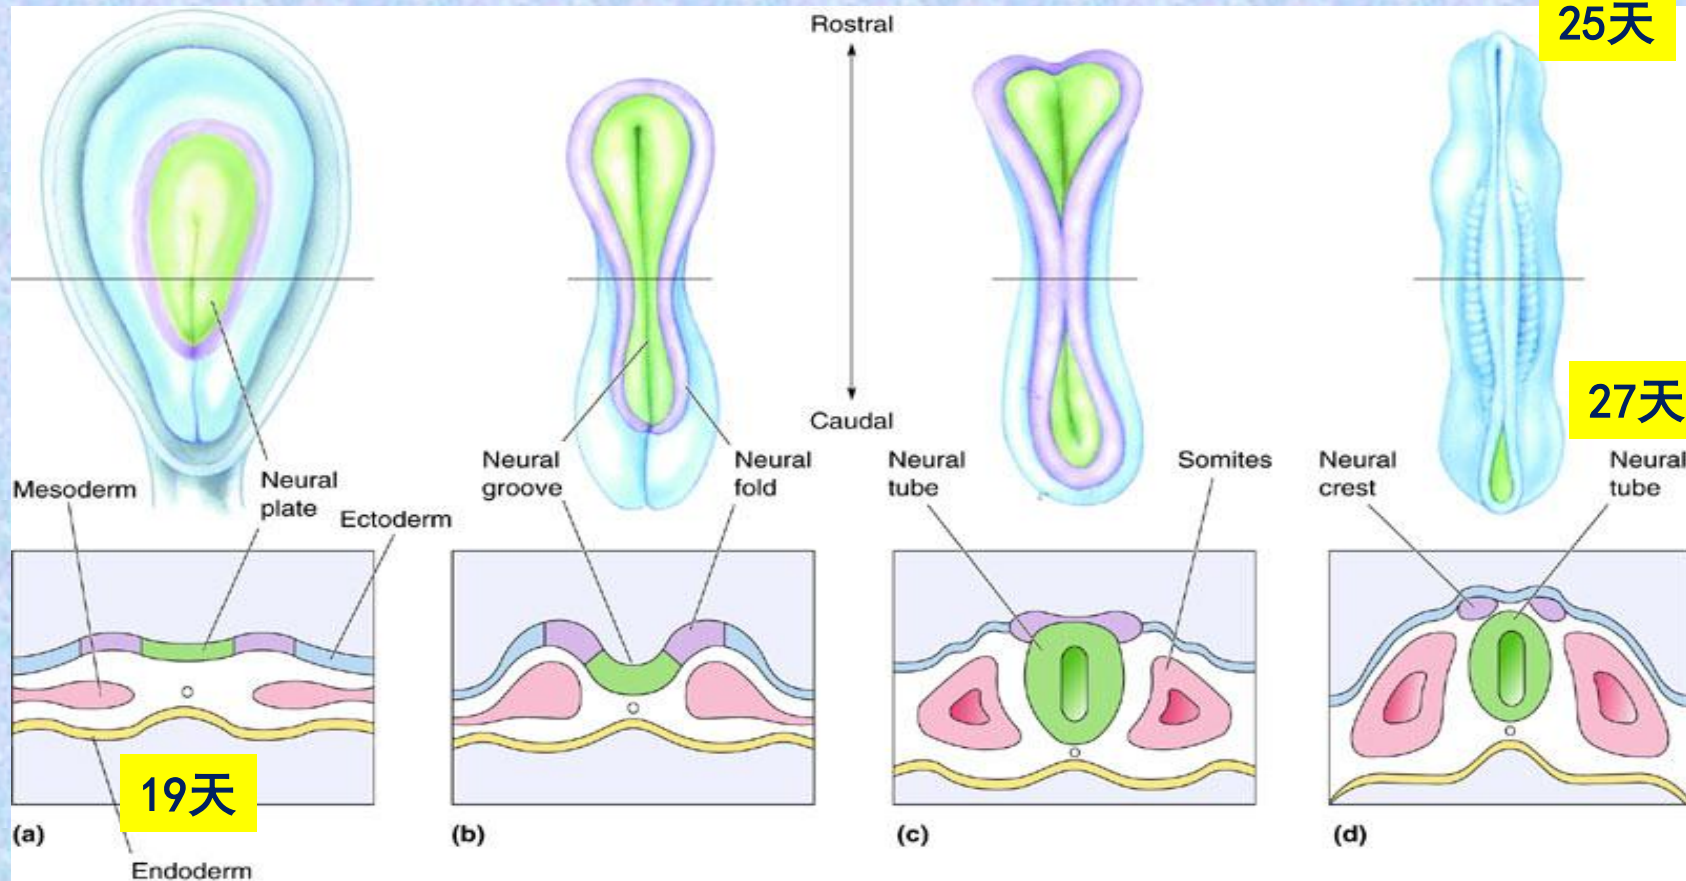 25天
Rostral
Caudal
27天
Mesoderm
Neural
plate
Ectoderm
Neural
groove
Neural
fold
Neural
tube
Somites
Neural
crest
Neural
tube
19天
(a)
(b)
(c)
(d)
Endoderm